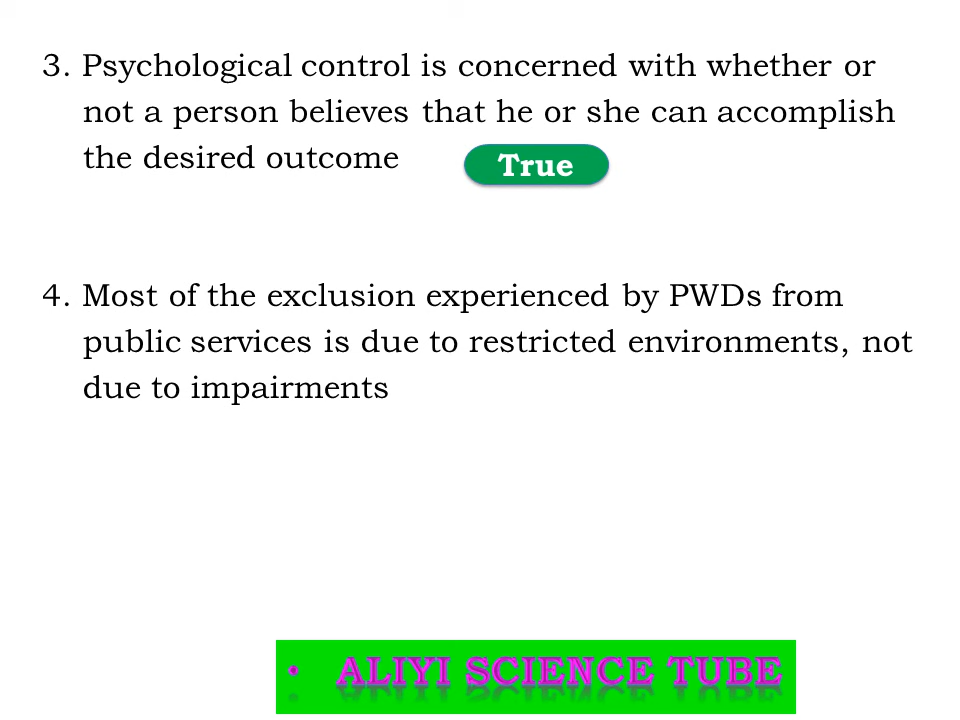 3. Psychological control is concerned with whether or
not a person believes that he or she can accomplish
the desired outcome
True
4. Most of the exclusion experienced by PWDs from
public services is due to restricted environments, not
due to impairments
• ALIYI SCIENCE TUBE